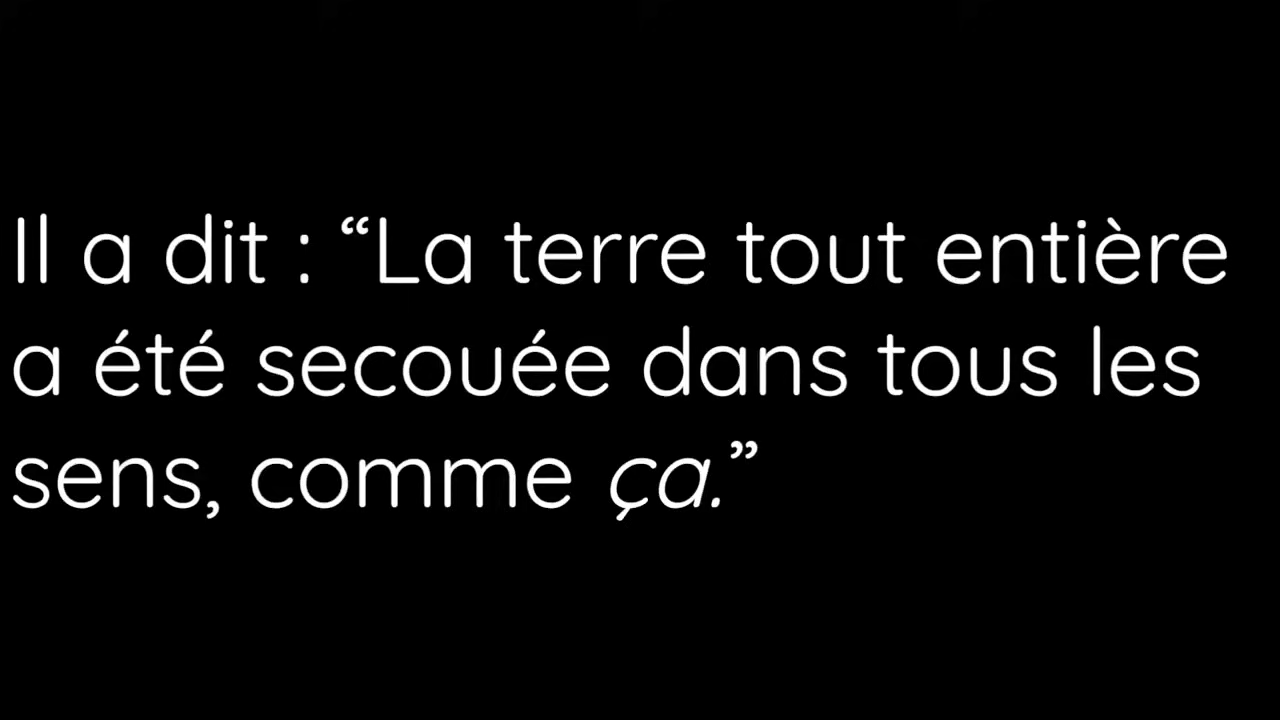 Il a dit : “La terre tout entière
a été secouée dans tous les
sens, comme ça.”